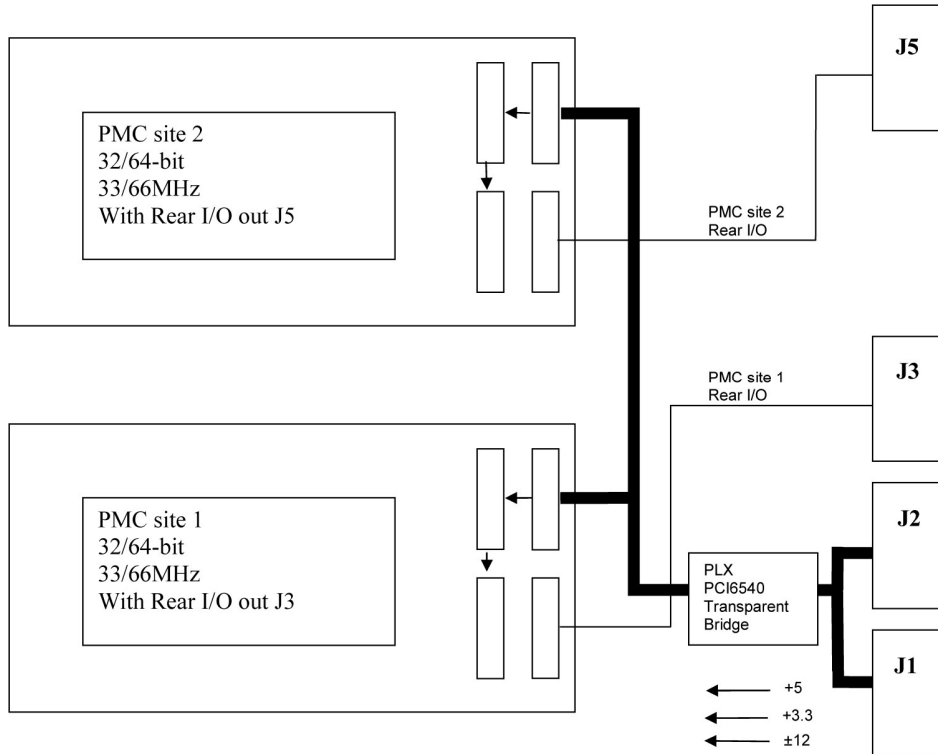 J5
PMC site 2
32/64-bit
33/66MHz
With Rear I/O out J5
PMC site 2
Rear I/O
J3
PMC site 1
Rear I/O
PMC site 1
32/64-bit
33/66MHz
With Rear I/O out J3
J2
PLX
PCI6540
Transparent
Bridge
J1
+5
+3.3
±12